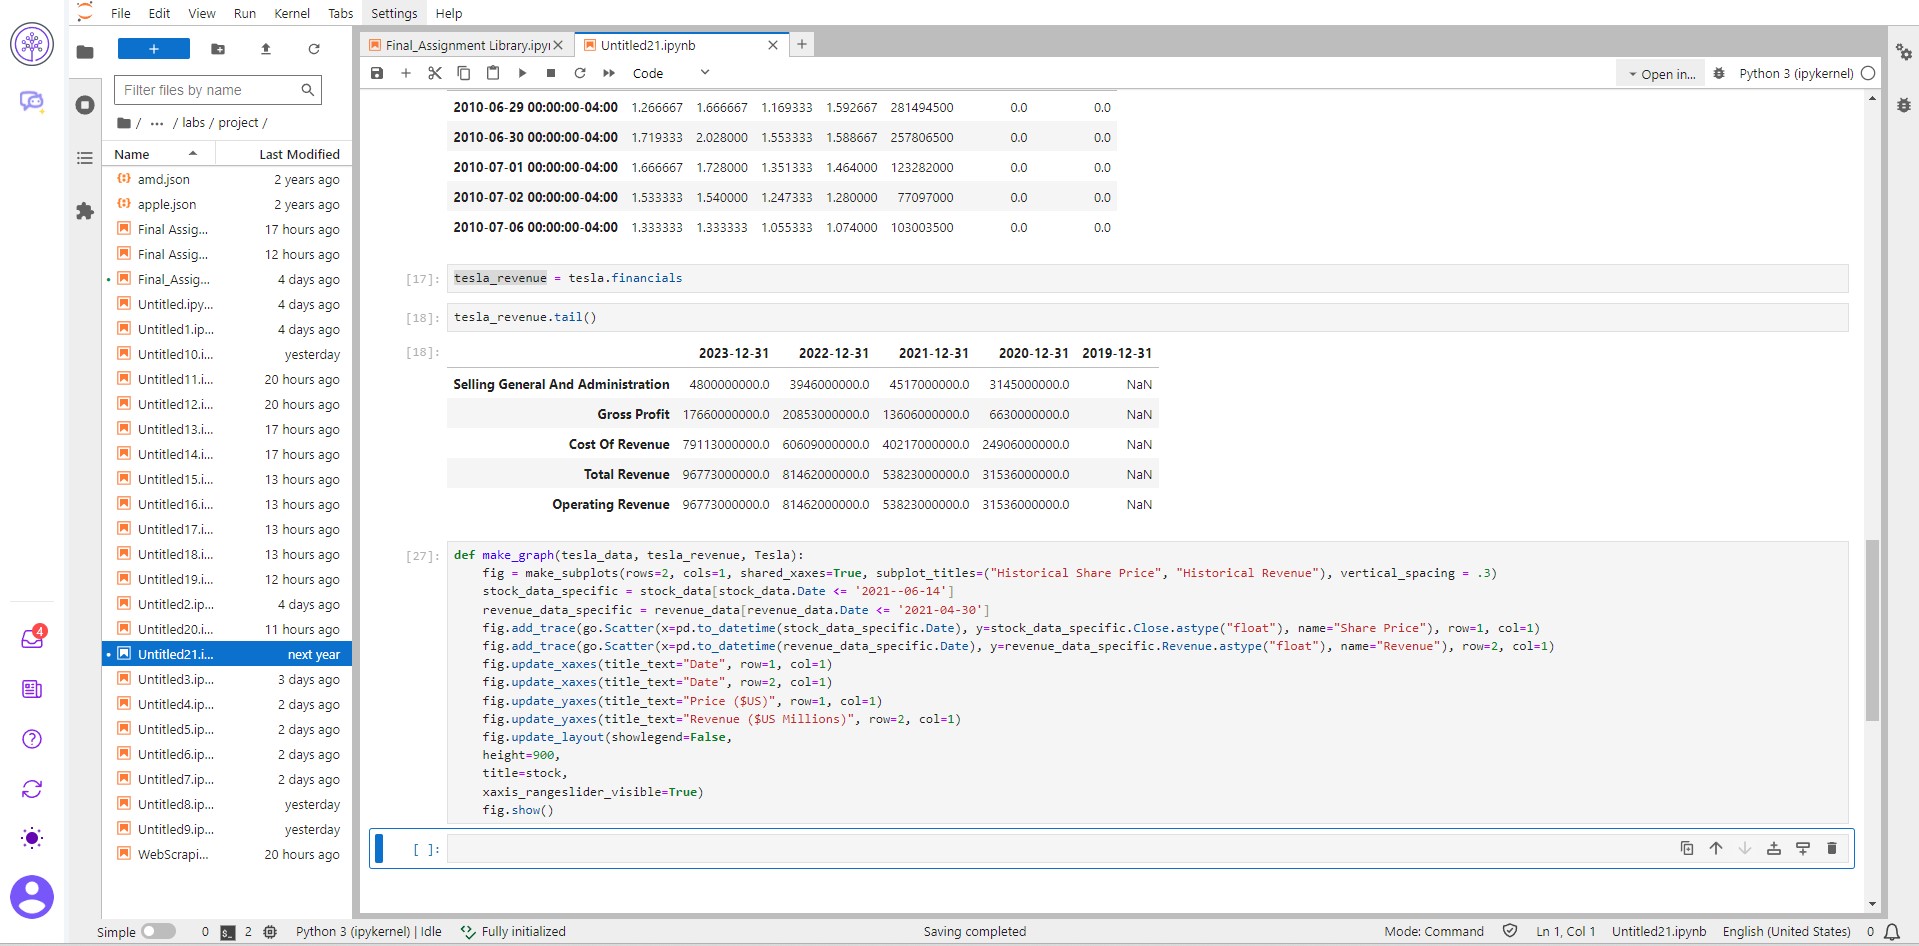 File Edit View Run Kernel Tabs Settings Help
+
Filter files by name
/ ... / labs / project /
Name Last Modified
amd.json 2 years ago
apple.json 2 years ago
Final Assig... 17 hours ago
Final Assig... 12 hours ago
Final_Assig... 4 days ago
Untitled.ipy... 4 days ago
Untitled1.ip... 4 days ago
Untitled10.i... yesterday
Untitled11.i... 20 hours ago
Untitled12.i... 20 hours ago
Untitled13.i... 17 hours ago
Untitled14.i... 17 hours ago
Untitled15.i... 13 hours ago
Untitled16.i... 13 hours ago
Untitled17.i... 13 hours ago
Untitled18.i... 13 hours ago
Untitled19.i... 12 hours ago
Untitled2.ip... 4 days ago
Untitled20.i... 11 hours ago
Untitled21.i... next year
Untitled3.ip... 3 days ago
Untitled4.ip... 2 days ago
Untitled5.ip... 2 days ago
Untitled6.ip... 2 days ago
Untitled7.ip... 2 days ago
Untitled8.ip... yesterday
Untitled9.ip... yesterday
WebScrapi... 20 hours ago
4
Final_Assignment Library.ipyn Untitled21.ipynb
Code Open in... Python 3 (ipykernel)
2010-06-29 00:00:00-04:00 1.266667 1.666667 1.169333 1.592667 281494500 0.0 0.0
2010-06-30 00:00:00-04:00 1.719333 2.028000 1.553333 1.588667 257806500 0.0 0.0
2010-07-01 00:00:00-04:00 1.666667 1.728000 1.351333 1.464000 123282000 0.0 0.0
2010-07-02 00:00:00-04:00 1.533333 1.540000 1.247333 1.280000 77097000 0.0 0.0
2010-07-06 00:00:00-04:00 1.333333 1.333333 1.055333 1.074000 103003500 0.0 0.0
[17]: tesla_revenue = tesla.financials
[18]: tesla_revenue.tail()
[18]: 2023-12-31 2022-12-31 2021-12-31 2020-12-31 2019-12-31
Selling General And Administration 4800000000.0 3946000000.0 4517000000.0 3145000000.0 NaN
Gross Profit 17660000000.0 20853000000.0 13606000000.0 6630000000.0 NaN
Cost Of Revenue 79113000000.0 60609000000.0 40217000000.0 24906000000.0 NaN
Total Revenue 96773000000.0 81462000000.0 53823000000.0 31536000000.0 NaN
Operating Revenue 96773000000.0 81462000000.0 53823000000.0 31536000000.0 NaN
[27]: def make_graph(tesla_data, tesla_revenue, Tesla):
fig = make_subplots(rows=2, cols=1, shared_xaxes=True, subplot_titles=("Historical Share Price", "Historical Revenue"), vertical_spacing = .3)
stock_data_specific = stock_data[stock_data.Date <= '2021--06-14']
revenue_data_specific = revenue_data[revenue_data.Date <= '2021-04-30']
fig.add_trace(go.Scatter(x=pd.to_datetime(stock_data_specific.Date), y=stock_data_specific.Close.astype("float"), name="Share Price"), row=1, col=1)
fig.add_trace(go.Scatter(x=pd.to_datetime(revenue_data_specific.Date), y=revenue_data_specific.Revenue.astype("float"), name="Revenue"), row=2, col=1)
fig.update_xaxes(title_text="Date", row=1, col=1)
fig.update_xaxes(title_text="Date", row=2, col=1)
fig.update_yaxes(title_text="Price ($US)", row=1, col=1)
fig.update_yaxes(title_text="Revenue ($US Millions)", row=2, col=1)
fig.update_layout(showlegend=False,
height=900,
title=stock,
xaxis_rangeslider_visible=True)
fig.show()
[ ]:
Simple 0 2 Python 3 (ipykernel) | Idle Fully initialized Saving completed Mode: Command Ln 1, Col 1 Untitled21.ipynb English (United States) 0